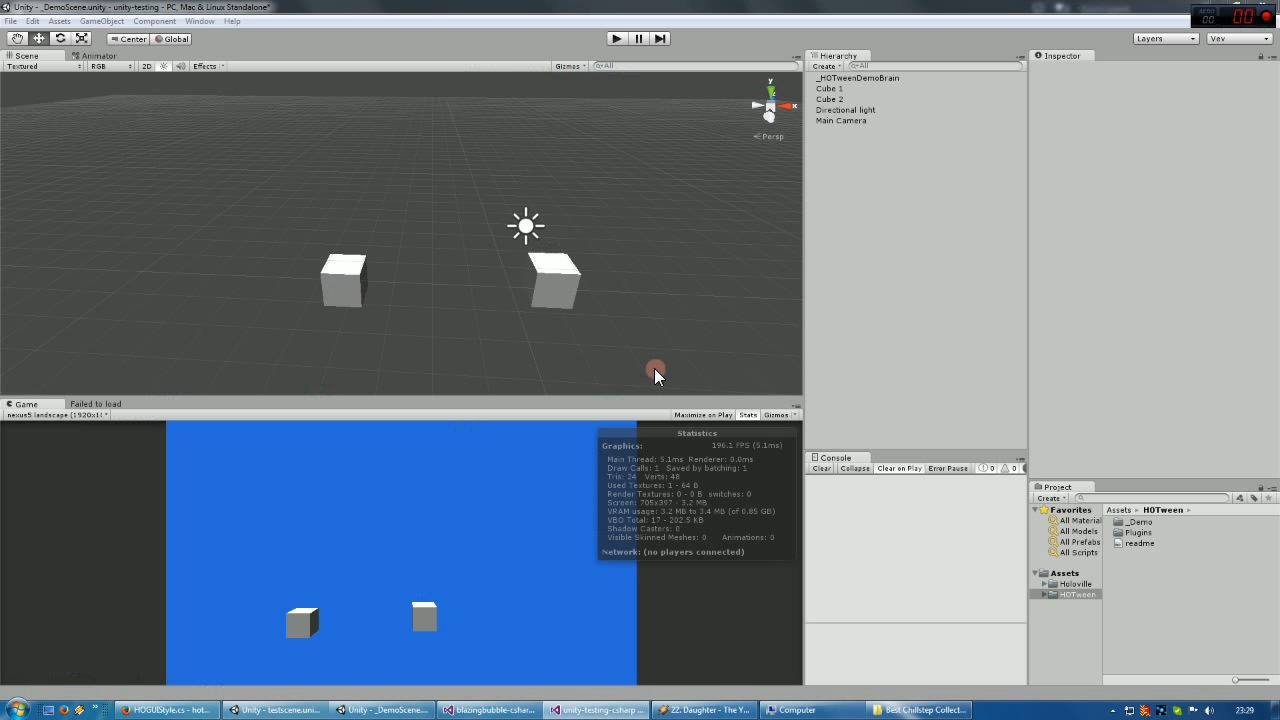 Unity - _DemoScene.unity - unity-testing - PC, Mac & Linux Standalone*
File Edit Assets GameObject Component Window Help
00 00
Center Global Layers Vev
Scene Animator
Textured RGB 2D Effects Gizmos All
y
x
Persp
Hierarchy
Create All
_HOTweenDemoBrain
Cube 1
Cube 2
Directional light
Main Camera
Inspector
Game Failed to load
Maximize on Play Stats Gizmos
Statistics
Graphics: 196.1 FPS (5.1ms)
Main Thread: 5.1ms Renderer: 0.0ms
Draw Calls: 1 Saved by batching: 1
Tris: 24 Verts: 48
Used Textures: 1 - 64 B
Render Textures: 0 - 0 B switches: 0
Screen: 705x397 - 3.2 MB
VRAM usage: 3.2 MB to 3.4 MB (of 0.85 GB)
VBO Total: 17 - 202.5 KB
Shadow Casters: 0
Visible Skinned Meshes: 0 Animations: 0
Network: (no players connected)
Console
Clear Collapse Clear on Play Error Pause 0 0
Project
Create
Favorites
All Material
All Models
All Prefabs
All Scripts
Assets
Holoville
HOTween
Assets HOTween
_Demo
Plugins
readme
HOGUIStyle.cs - hot... Unity - testscene.uni... Unity - _DemoScene.... blazingbubble-cshar... unity-testing-csharp ... 22. Daughter - The Y... Computer Best Chillstep Collect... 23:29